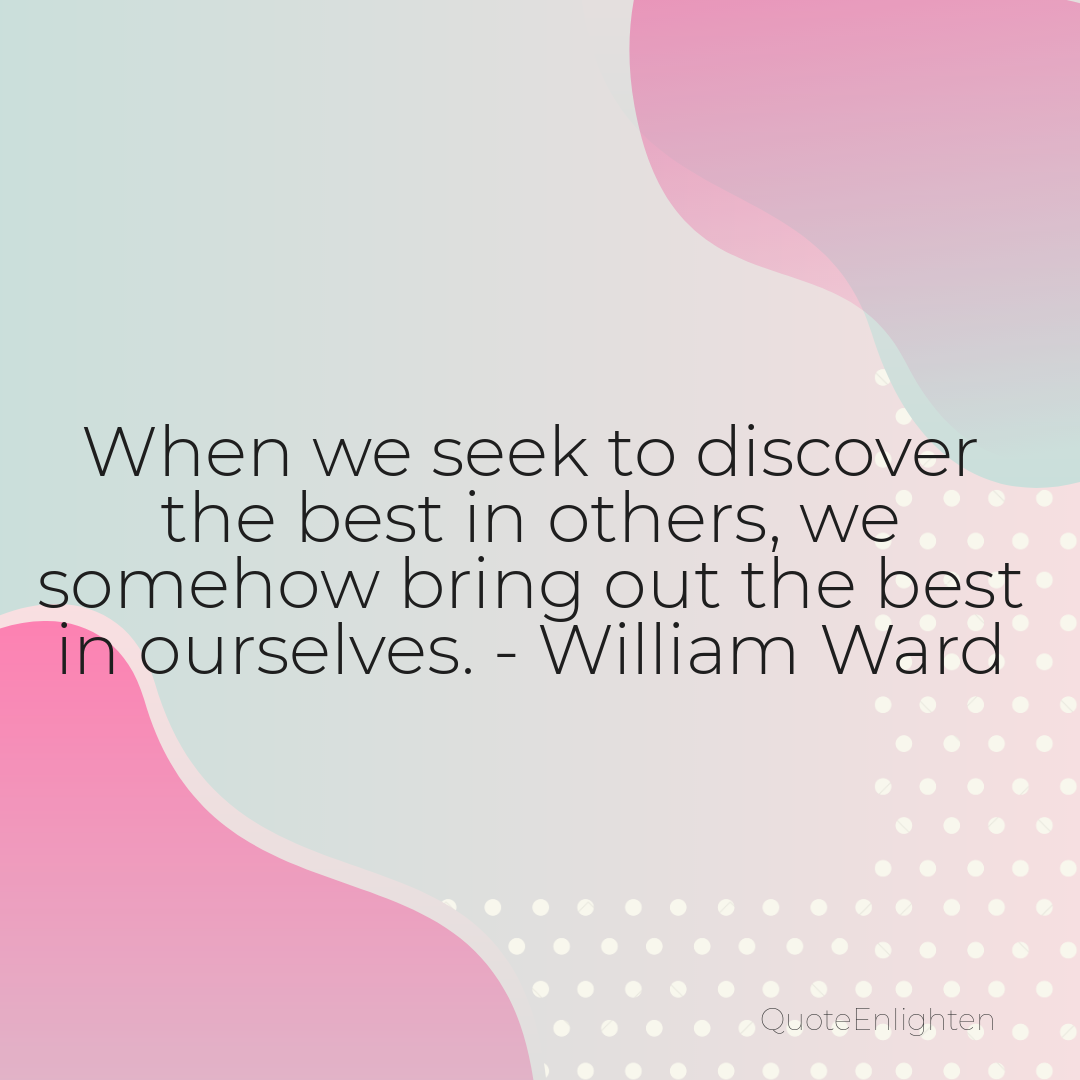 When we seek to discover
the best in others, we
somehow bring out the best
in ourselves. - William Ward
QuoteEnlighten